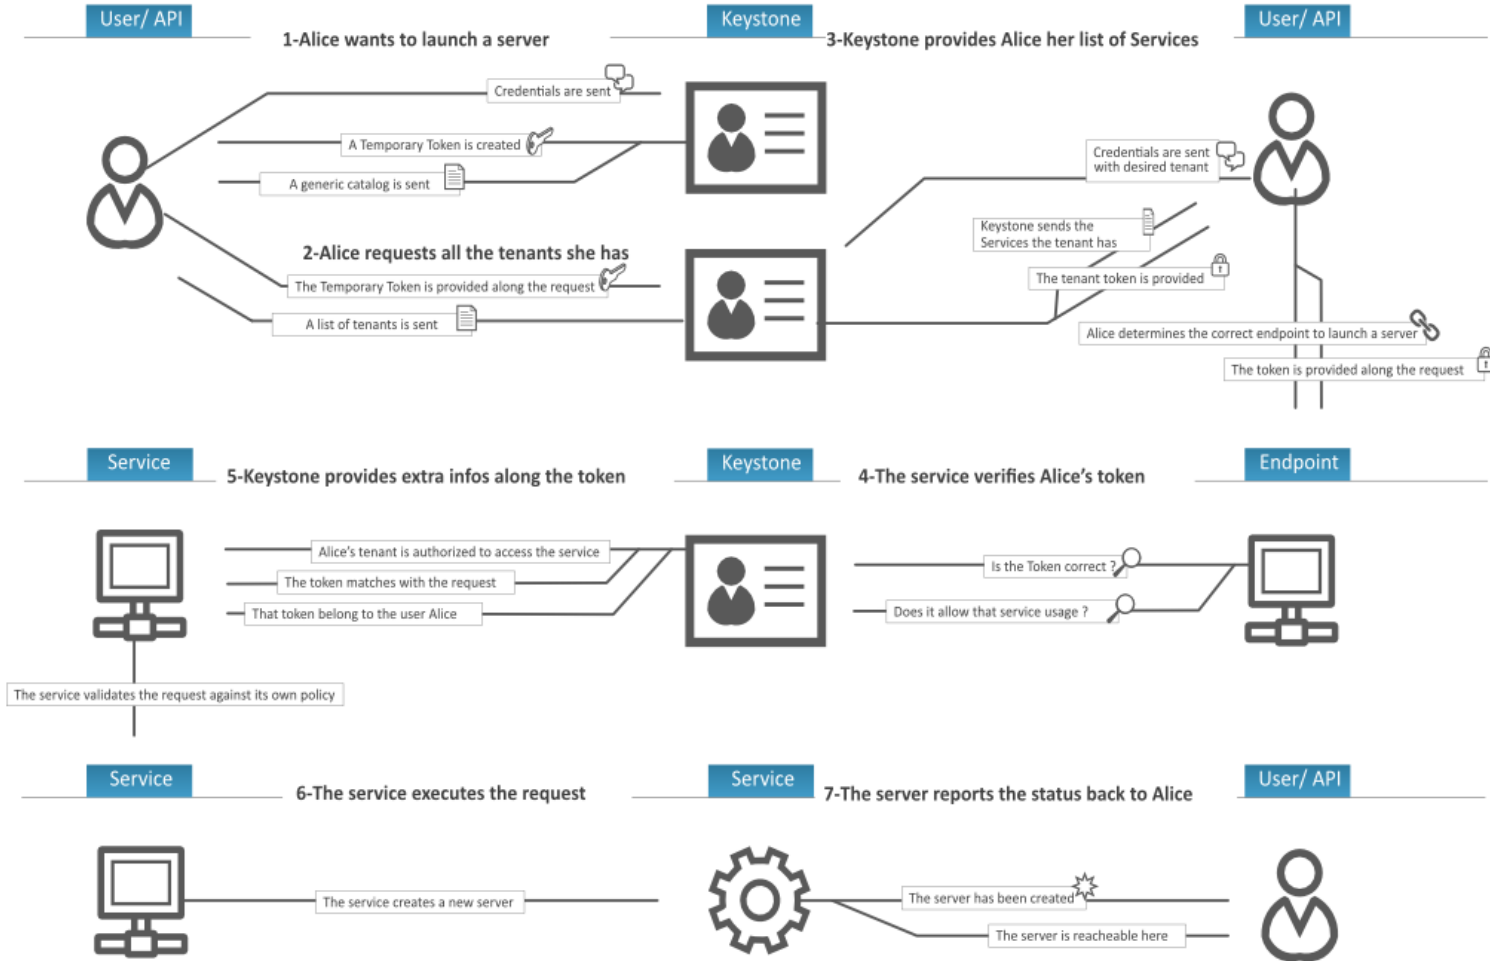 User/ API
Keystone
User/ API
1-Alice wants to launch a server
3-Keystone provides Alice her list of Services
Credentials are sent
A Temporary Token is created
A generic catalog is sent
2-Alice requests all the tenants she has
The Temporary Token is provided along the request
A list of tenants is sent
Credentials are sent
with desired tenant
Keystone sends the
Services the tenant has
The tenant token is provided
Alice determines the correct endpoint to launch a server
The token is provided along the request
Service
Keystone
Endpoint
5-Keystone provides extra infos along the token
4-The service verifies Alice's token
Alice's tenant is authorized to access the service
The token matches with the request
That token belong to the user Alice
Is the Token correct ?
Does it allow that service usage ?
The service validates the request against its own policy
Service
Service
User/ API
6-The service executes the request
7-The server reports the status back to Alice
The service creates a new server
The server has been created
The server is reacheable here